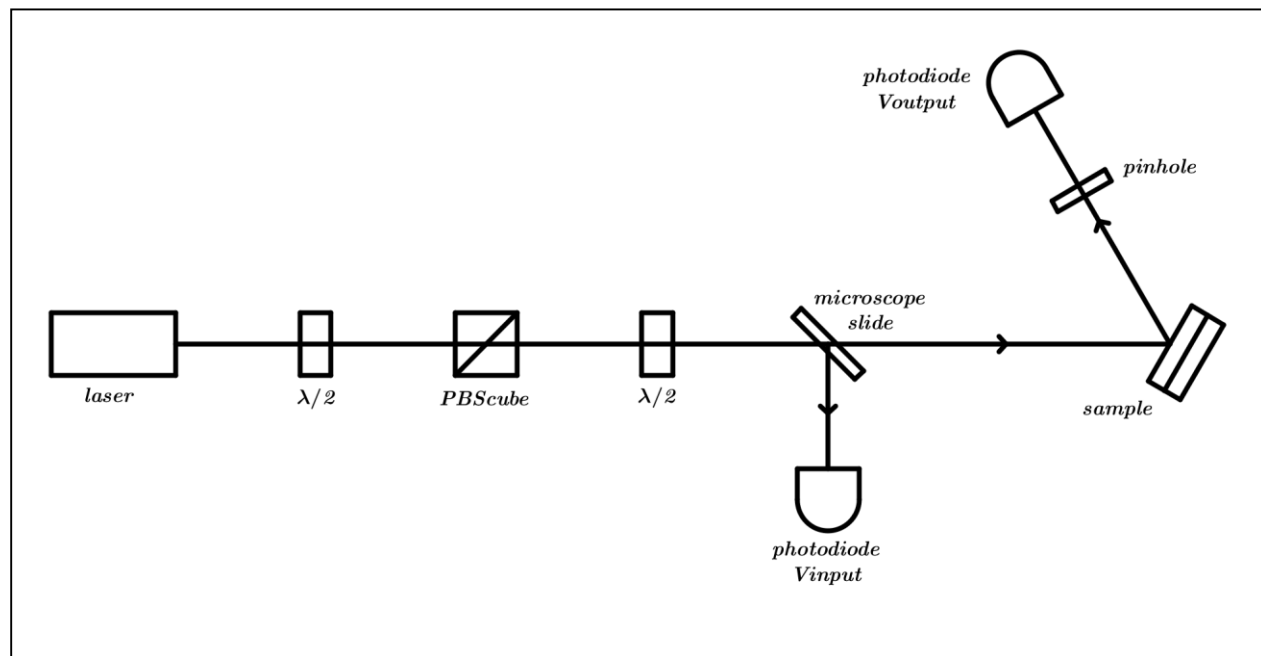 photodiode
Voutput
pinhole
microscope
slide
laser
λ/2
PBScube
λ/2
sample
photodiode
Vinput